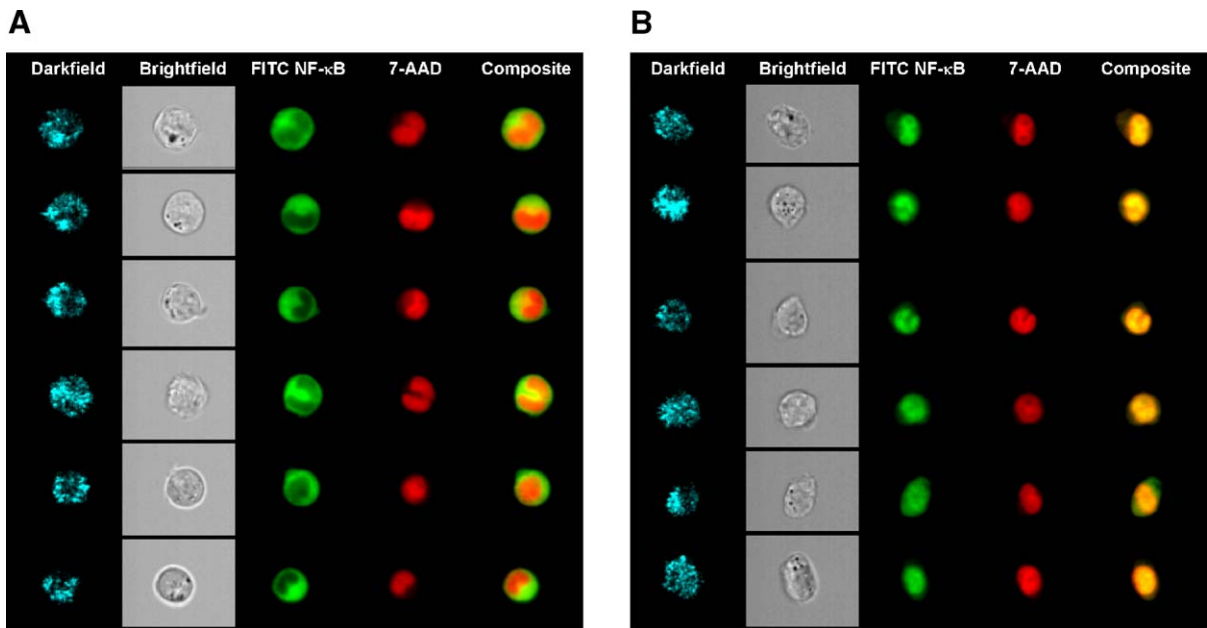 A
B
Darkfield Brightfield FITC NF-κB 7-AAD Composite
Darkfield Brightfield FITC NF-κB 7-AAD Composite